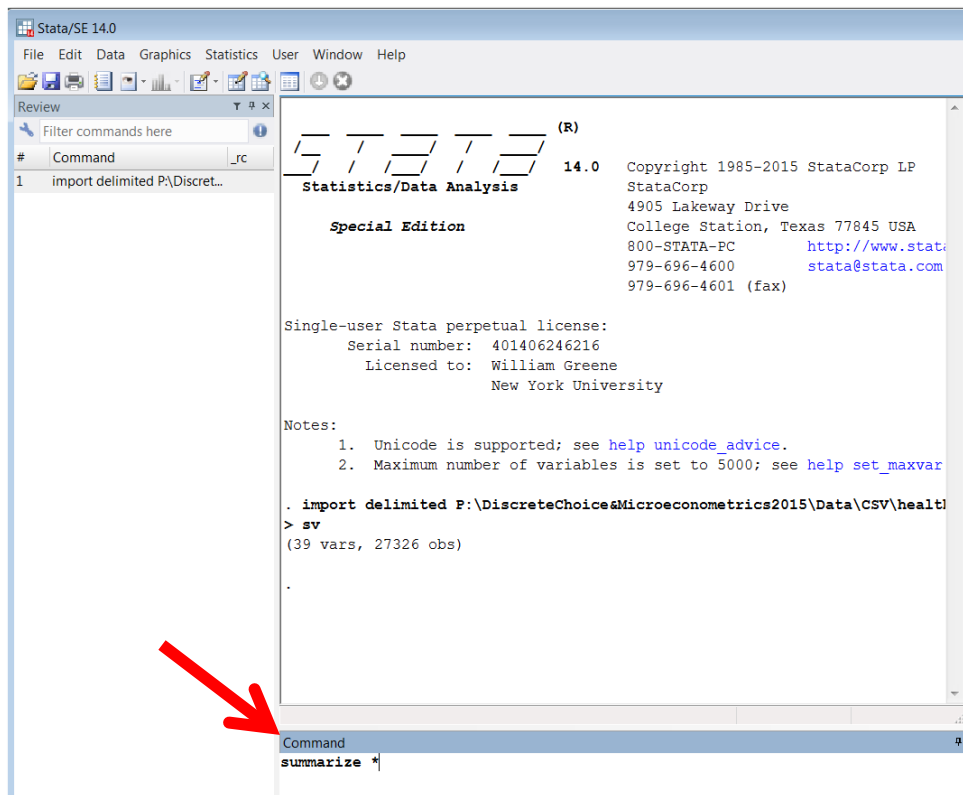 Stata/SE 14.0
File Edit Data Graphics Statistics User Window Help
Review
Filter commands here
# Command _rc
1 import delimited P:\Discret...
(R)
STATA 14.0 Copyright 1985-2015 StataCorp LP
Statistics/Data Analysis StataCorp
4905 Lakeway Drive
Special Edition College Station, Texas 77845 USA
800-STATA-PC http://www.stata
979-696-4600 stata@stata.com
979-696-4601 (fax)
Single-user Stata perpetual license:
Serial number: 401406246216
Licensed to: William Greene
New York University
Notes:
1. Unicode is supported; see help unicode_advice.
2. Maximum number of variables is set to 5000; see help set_maxvar
. import delimited P:\DiscreteChoice&Microeconometrics2015\Data\CSV\healt
> sv
(39 vars, 27326 obs)
.
Command
summarize *